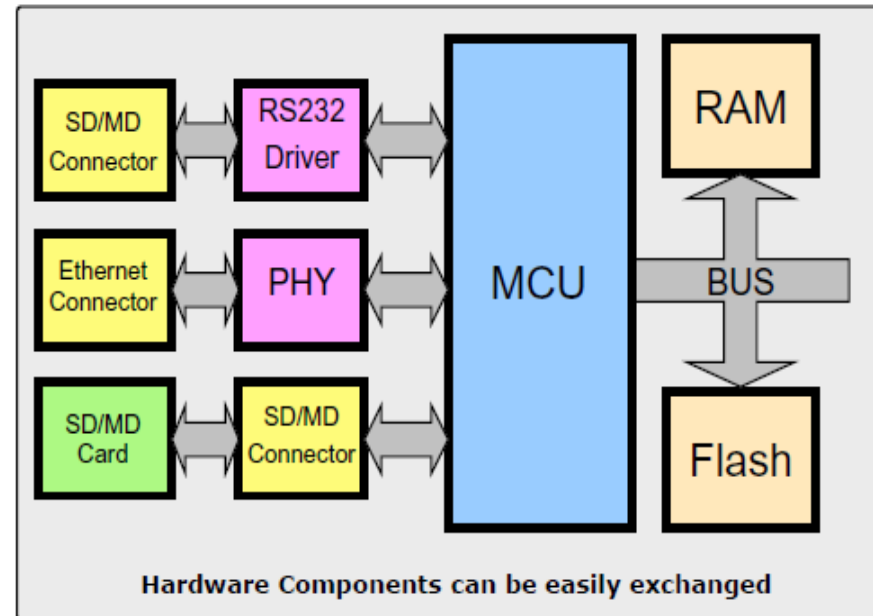 SD/MD
Connector
RS232
Driver
Ethernet
Connector
PHY
SD/MD
Card
SD/MD
Connector
MCU
RAM
BUS
Flash
Hardware Components can be easily exchanged